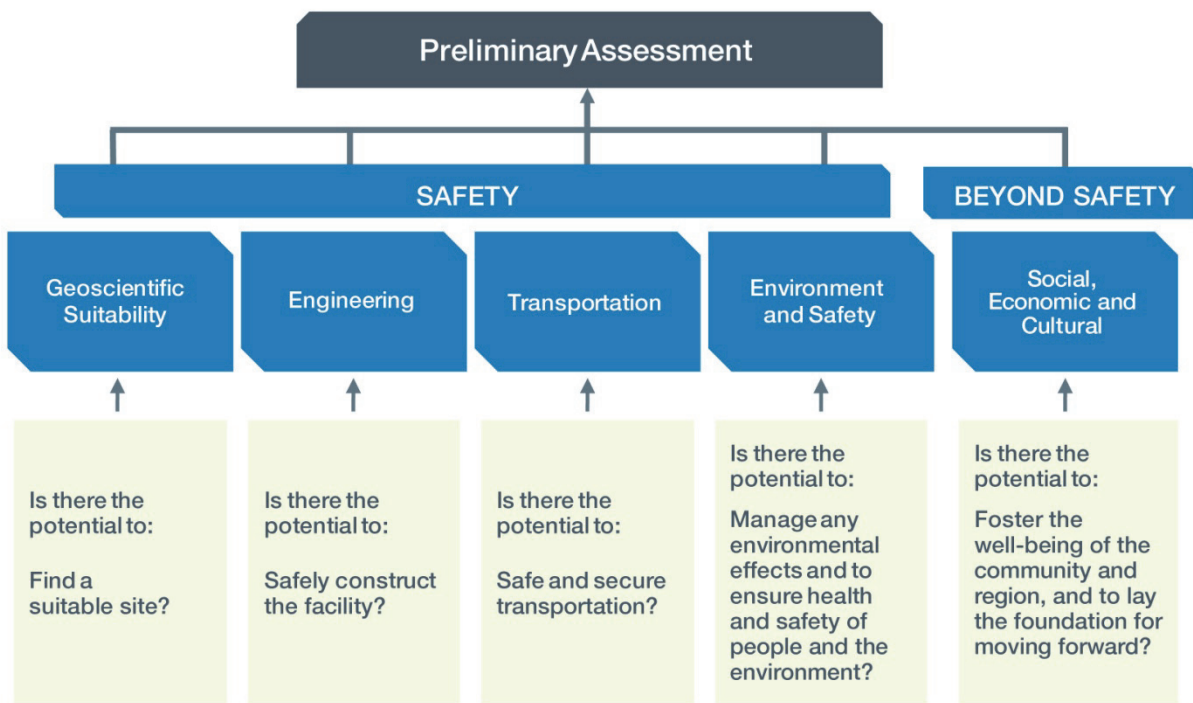 Preliminary Assessment
SAFETY
BEYOND SAFETY
Geoscientific
Suitability
Engineering
Transportation
Environment
and Safety
Social,
Economic and
Cultural
Is there the
potential to:
Find a
suitable site?
Is there the
potential to:
Safely construct
the facility?
Is there the
potential to:
Safe and secure
transportation?
Is there the
potential to:
Manage any
environmental
effects and to
ensure health
and safety of
people and the
environment?
Is there the
potential to:
Foster the
well-being of the
community and
region, and to lay
the foundation for
moving forward?